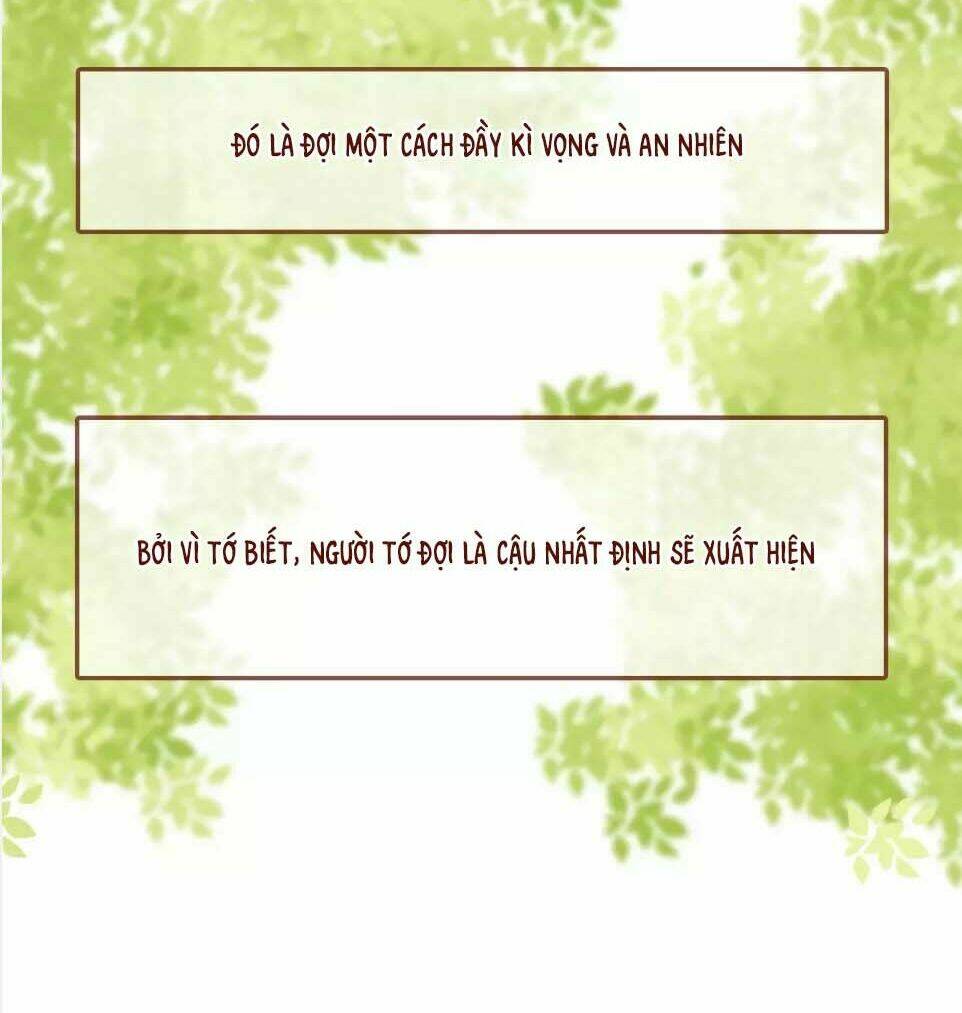 ĐÓ LÀ ĐỢI MỘT CÁCH ĐẦY KÌ VỌNG VÀ AN NHIÊN
BỞI VÌ TỚ BIẾT, NGƯỜI TỚ ĐỢI LÀ CẬU NHẤT ĐỊNH SẼ XUẤT HIỆN